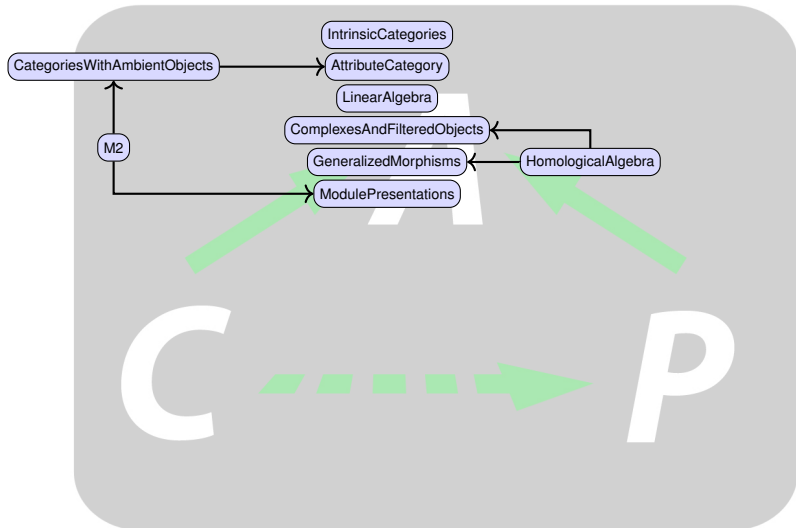 IntrinsicCategories
CategoriesWithAmbientObjects
AttributeCategory
LinearAlgebra
ComplexesAndFilteredObjects
M2
GeneralizedMorphisms
HomologicalAlgebra
ModulePresentations
A
C
P